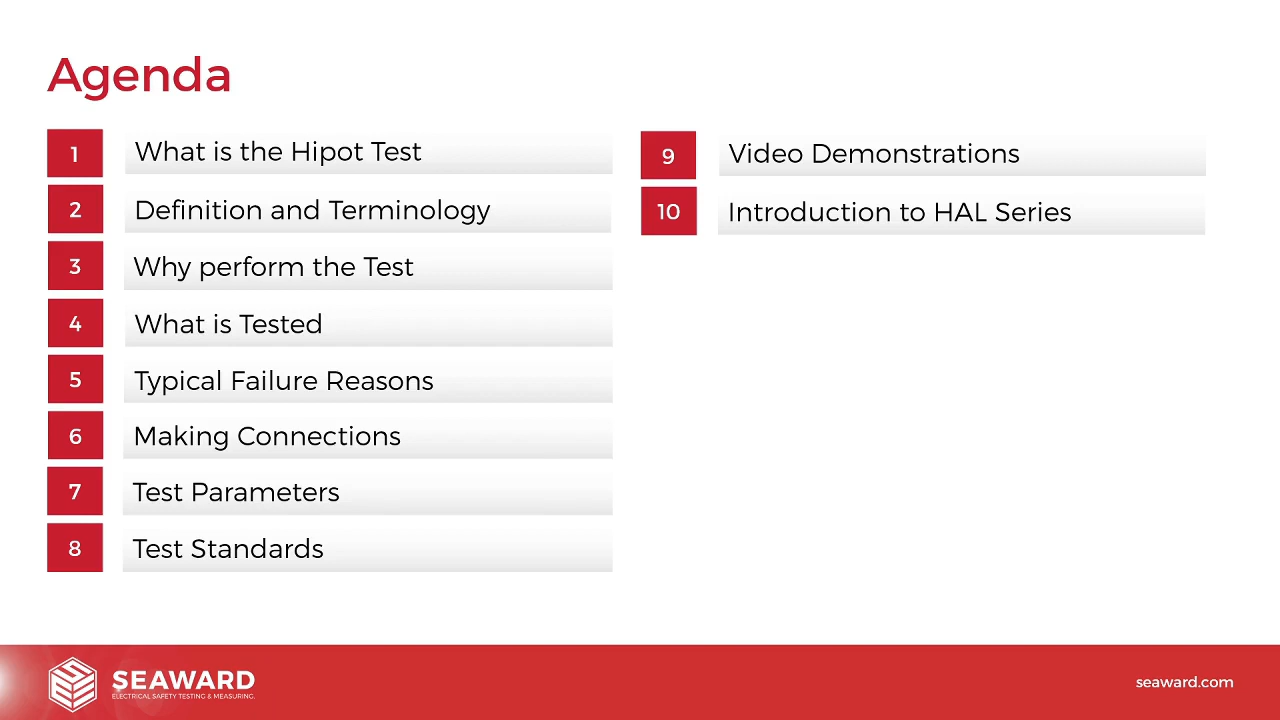 Agenda
1
What is the Hipot Test
2
Definition and Terminology
3
Why perform the Test
4
What is Tested
5
Typical Failure Reasons
6
Making Connections
7
Test Parameters
8
Test Standards
9
Video Demonstrations
10
Introduction to HAL Series
SEAWARD
ELECTRICAL SAFETY TESTING & MEASURING.
seaward.com